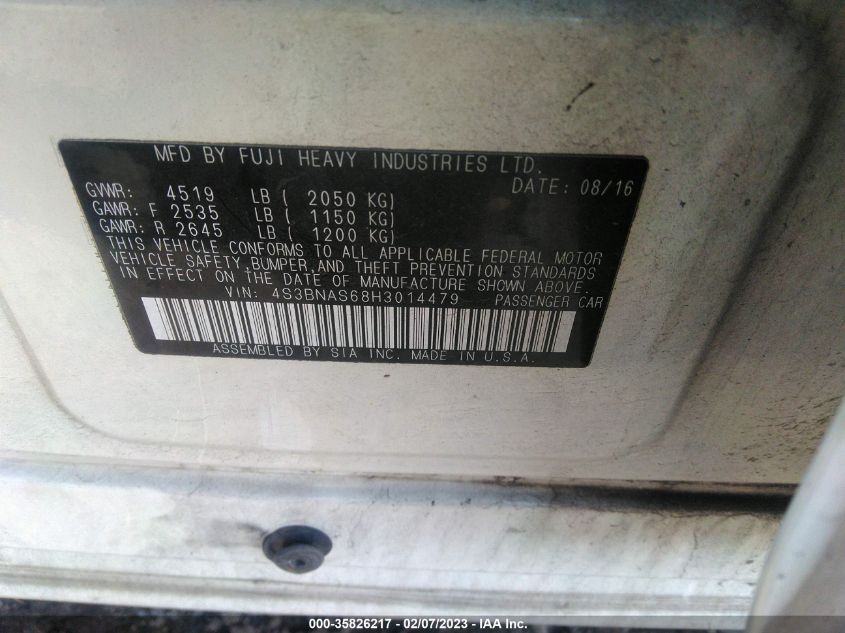 MFD BY FUJI HEAVY INDUSTRIES LTD.
DATE: 08/16
GVWR: 4519 LB ( 2050 KG)
GAWR: F 2535 LB ( 1150 KG)
GAWR: R 2645 LB ( 1200 KG)
THIS VEHICLE CONFORMS TO ALL APPLICABLE FEDERAL MOTOR
VEHICLE SAFETY,BUMPER,AND THEFT PREVENTION STANDARDS
IN EFFECT ON THE DATE OF MANUFACTURE SHOWN ABOVE.
VIN: 4S3BNAS68H3014479 PASSENGER CAR
ASSEMBLED BY SIA INC. MADE IN U.S.A.
000-35826217 - 02/07/2023 - IAA Inc.